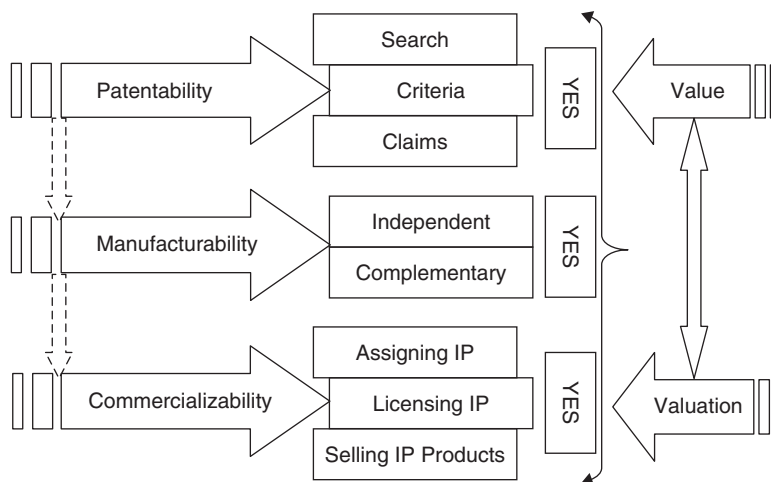 Search
Patentability
Criteria
YES
Value
Claims
Manufacturability
Independent
YES
Complementary
Assigning IP
Commercializability
Licensing IP
YES
Valuation
Selling IP Products